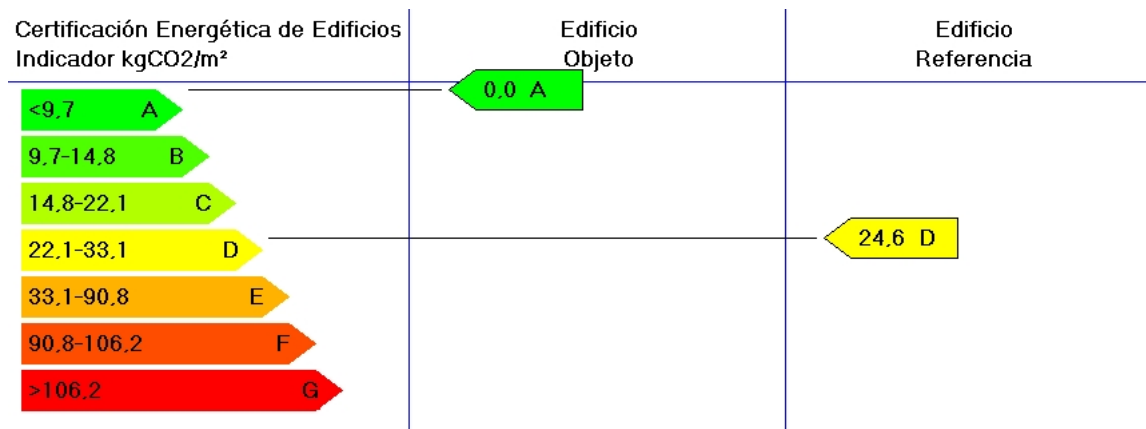 Certificación Energética de Edificios
Indicador kgCO2/m²
Edificio
Objeto
Edificio
Referencia
0,0 A
<9,7 A
9,7-14,8 B
14,8-22,1 C
22,1-33,1 D
24,6 D
33,1-90,8 E
90,8-106,2 F
>106,2 G